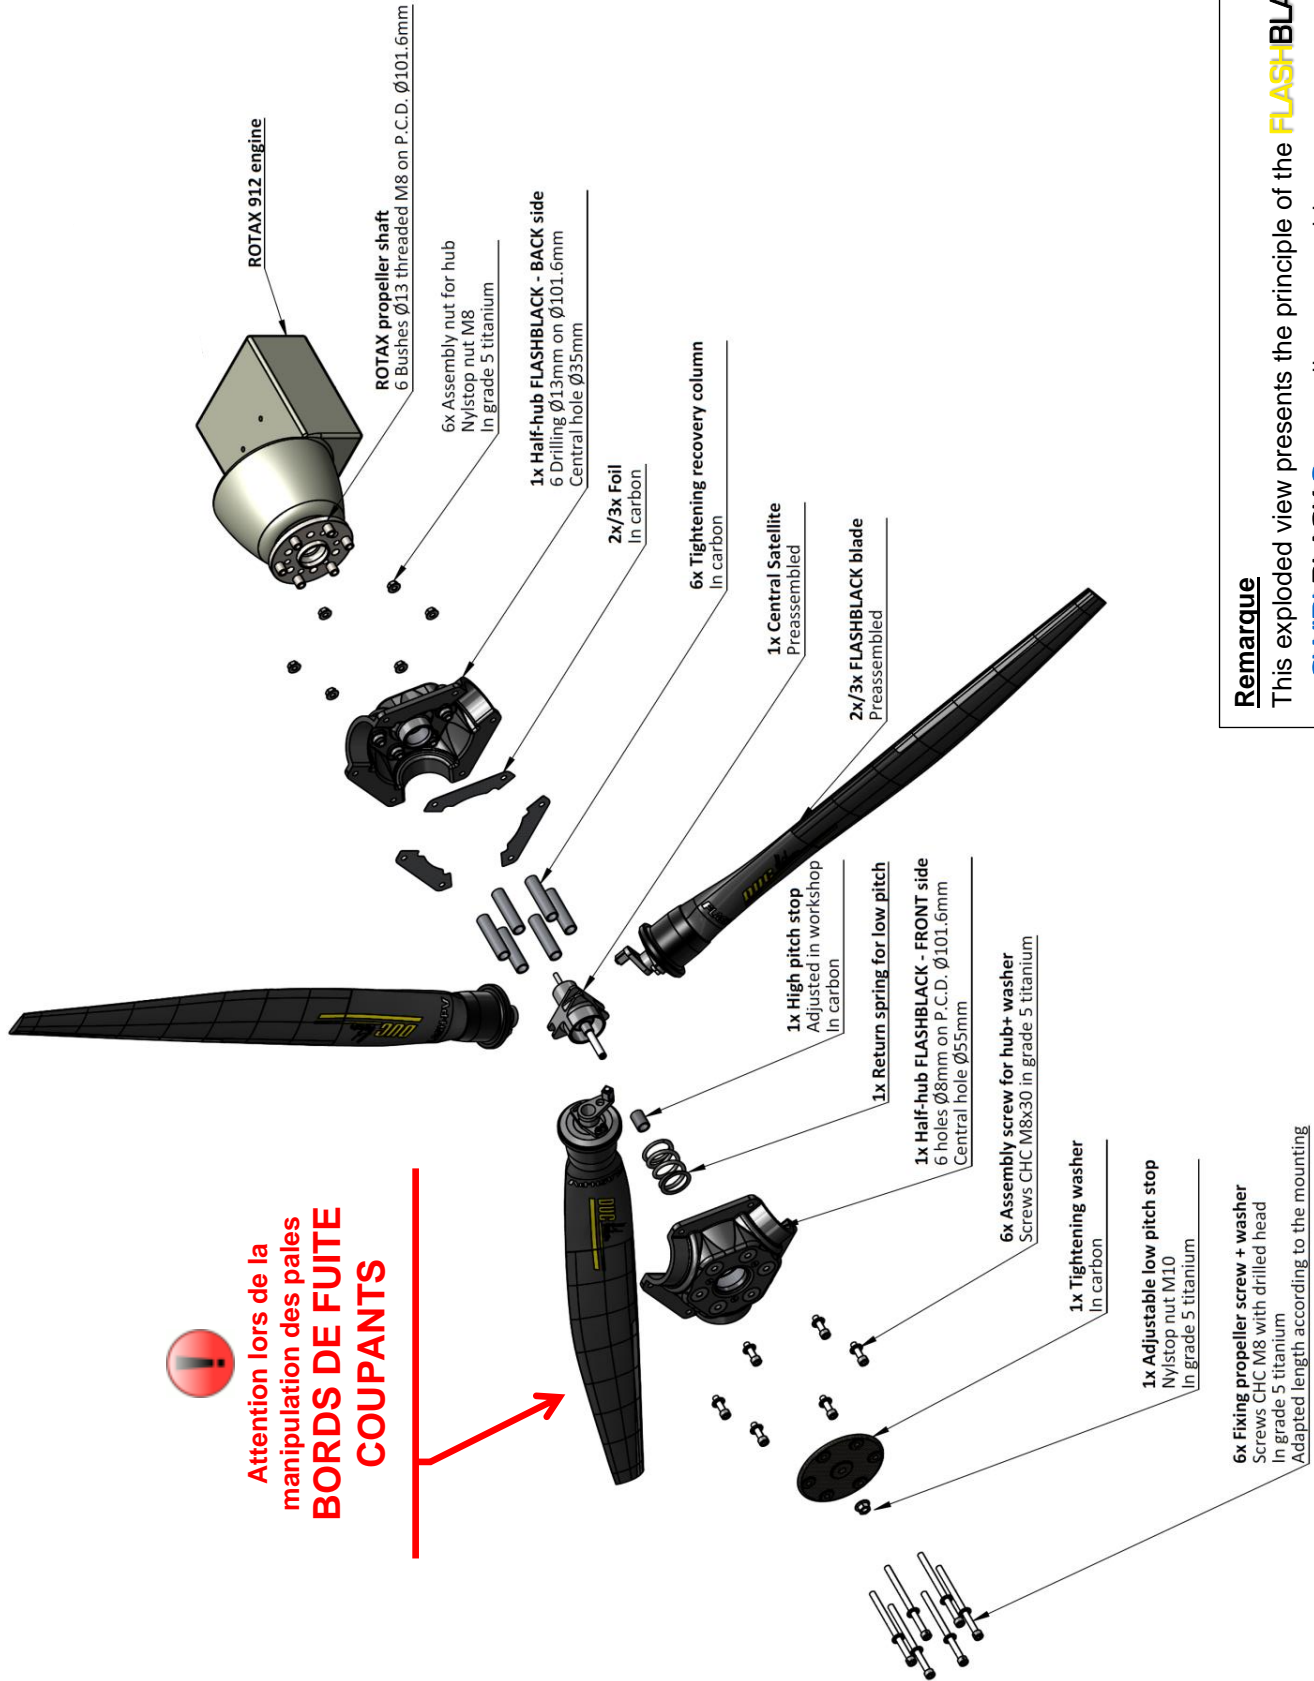 Attention lors de la
manipulation des pales
BORDS DE FUITE
COUPANTS
ROTAX 912 engine
ROTAX propeller shaft
6 Bushes Ø13 threaded M8 on P.C.D. Ø101.6mm
6x Assembly nut for hub
Nylstop nut M8
In grade 5 titanium
1x Half-hub FLASHBLACK - BACK side
6 Drilling Ø13mm on Ø101.6mm
Central hole Ø35mm
2x/3x Foil
In carbon
6x Tightening recovery column
In carbon
1x Central Satellite
Preassembled
2x/3x FLASHBLACK blade
Preassembled
1x High pitch stop
Adjusted in workshop
In carbon
1x Return spring for low pitch
1x Half-hub FLASHBLACK - FRONT side
6 holes Ø8mm on P.C.D. Ø101.6mm
Central hole Ø55mm
6x Assembly screw for hub+ washer
Screws CHC M8x30 in grade 5 titanium
1x Tightening washer
In carbon
1x Adjustable low pitch stop
Nylstop nut M10
In grade 5 titanium
6x Fixing propeller screw + washer
Screws CHC M8 with drilled head
In grade 5 titanium
Adapted length according to the mounting
DUC
DUC
Remarque
This exploded view presents the principle of the FLASHBLA